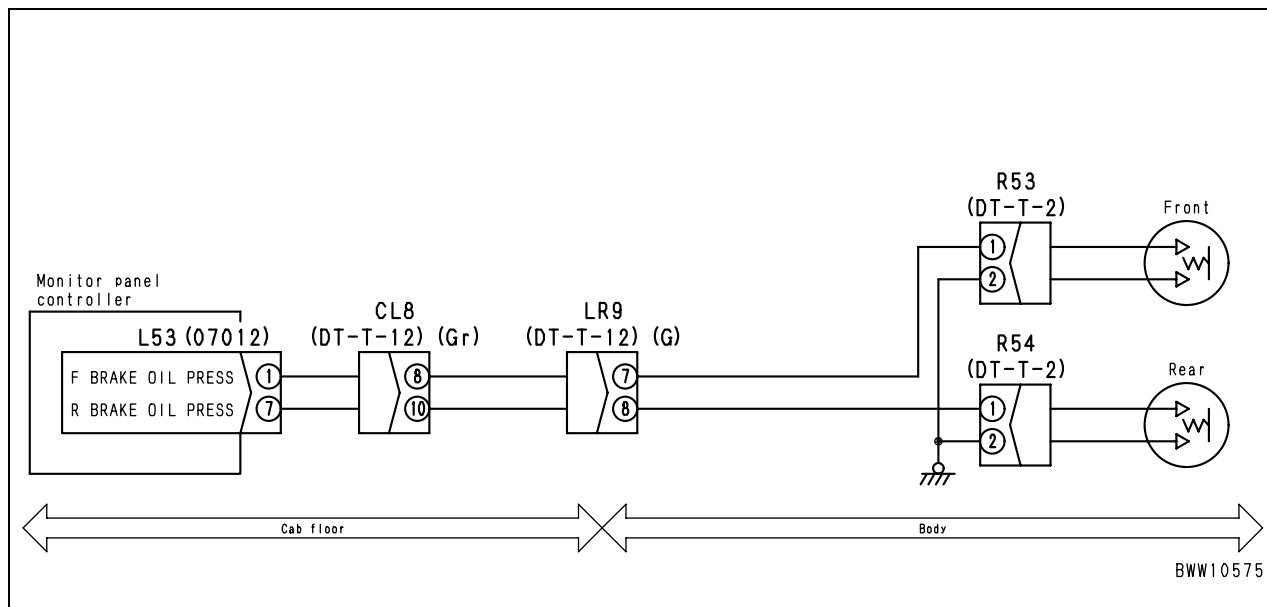 R53
(DT-T-2)
Front
1
2
Monitor panel
controller
L53 (07012)
CL8
(DT-T-12) (Gr)
LR9
(DT-T-12) (G)
R54
(DT-T-2)
Rear
F BRAKE OIL PRESS 1
8
7
R BRAKE OIL PRESS 7
10
8
1
2
Cab floor
Body
BWW10575